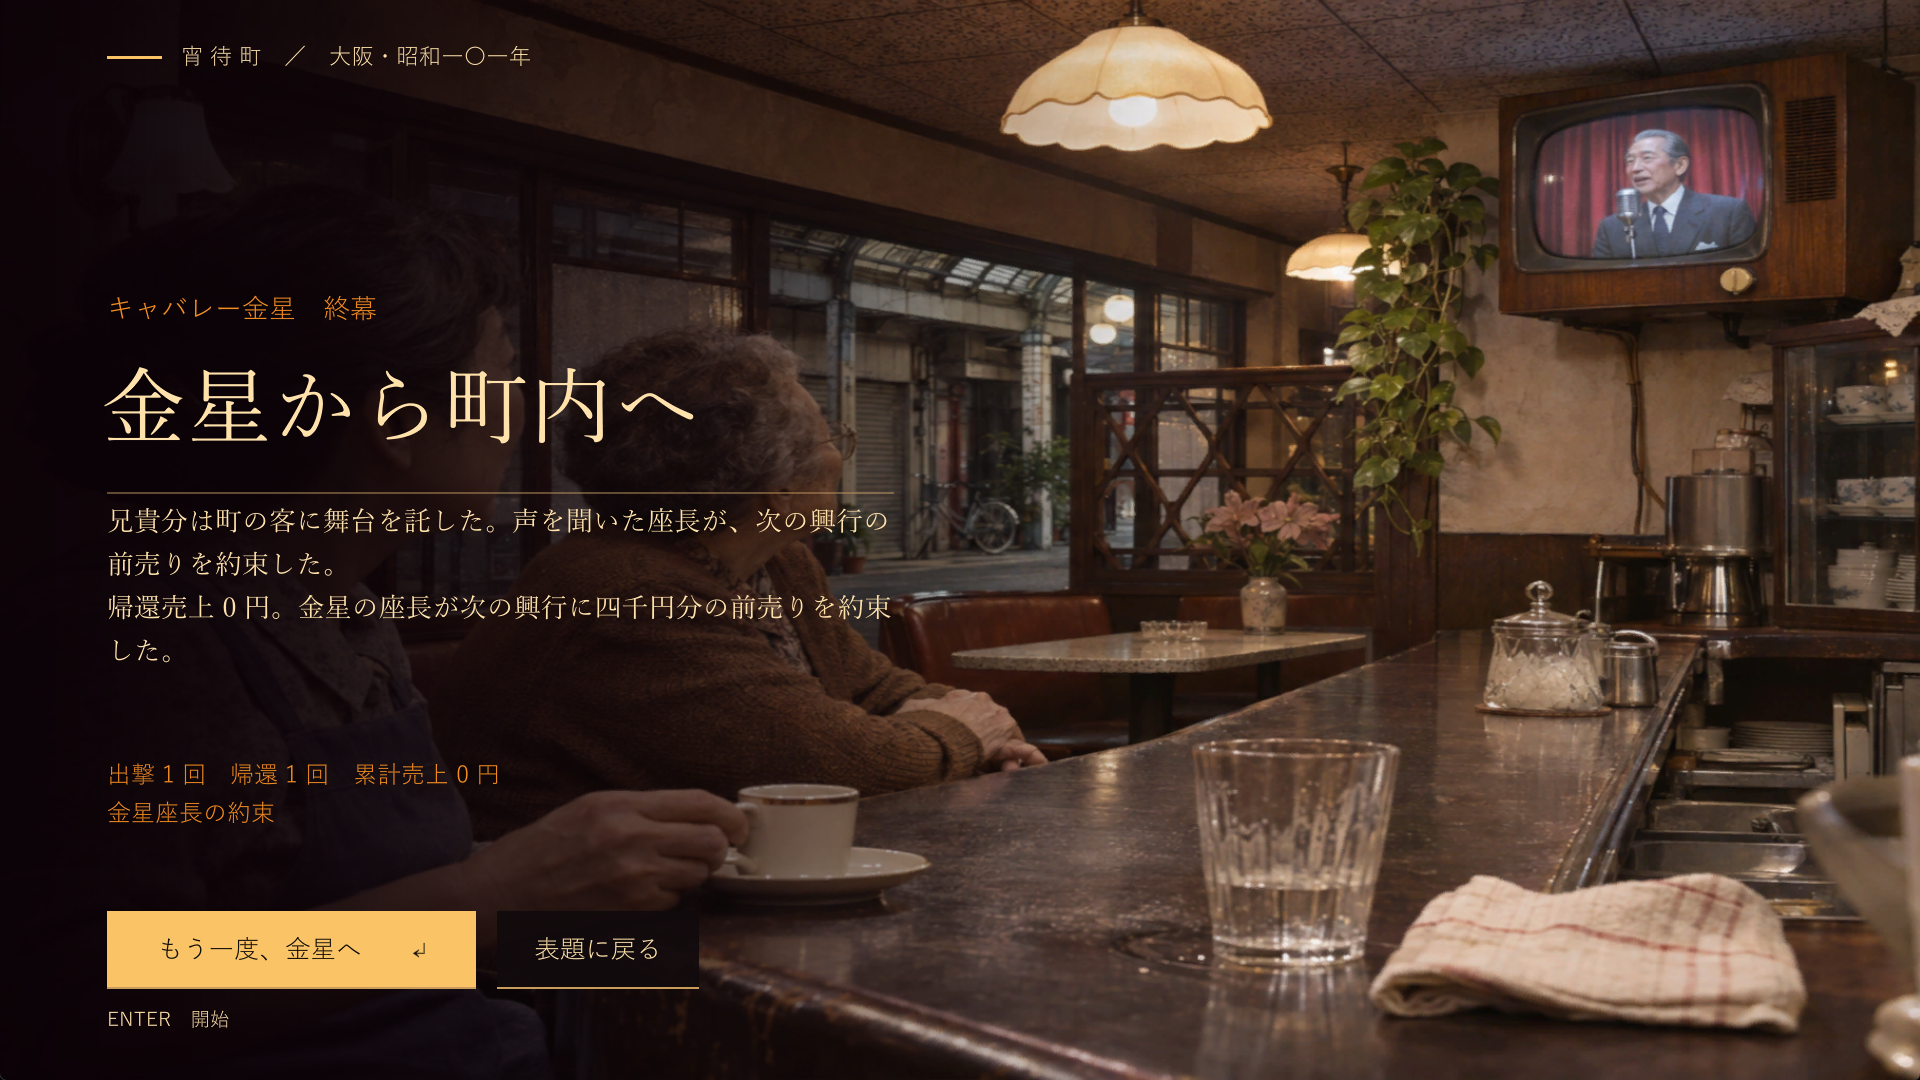 宵待町 ／ 大阪・昭和一〇一年
キャバレー金星 終幕
金星から町内へ
兄貴分は町の客に舞台を託した。声を聞いた座長が、次の興行の
前売りを約束した。
帰還売上 0 円。金星の座長が次の興行に四千円分の前売りを約束
した。
出撃 1 回 帰還 1 回 累計売上 0 円
金星座長の約束
もう一度、金星へ ↲
表題に戻る
ENTER 開始